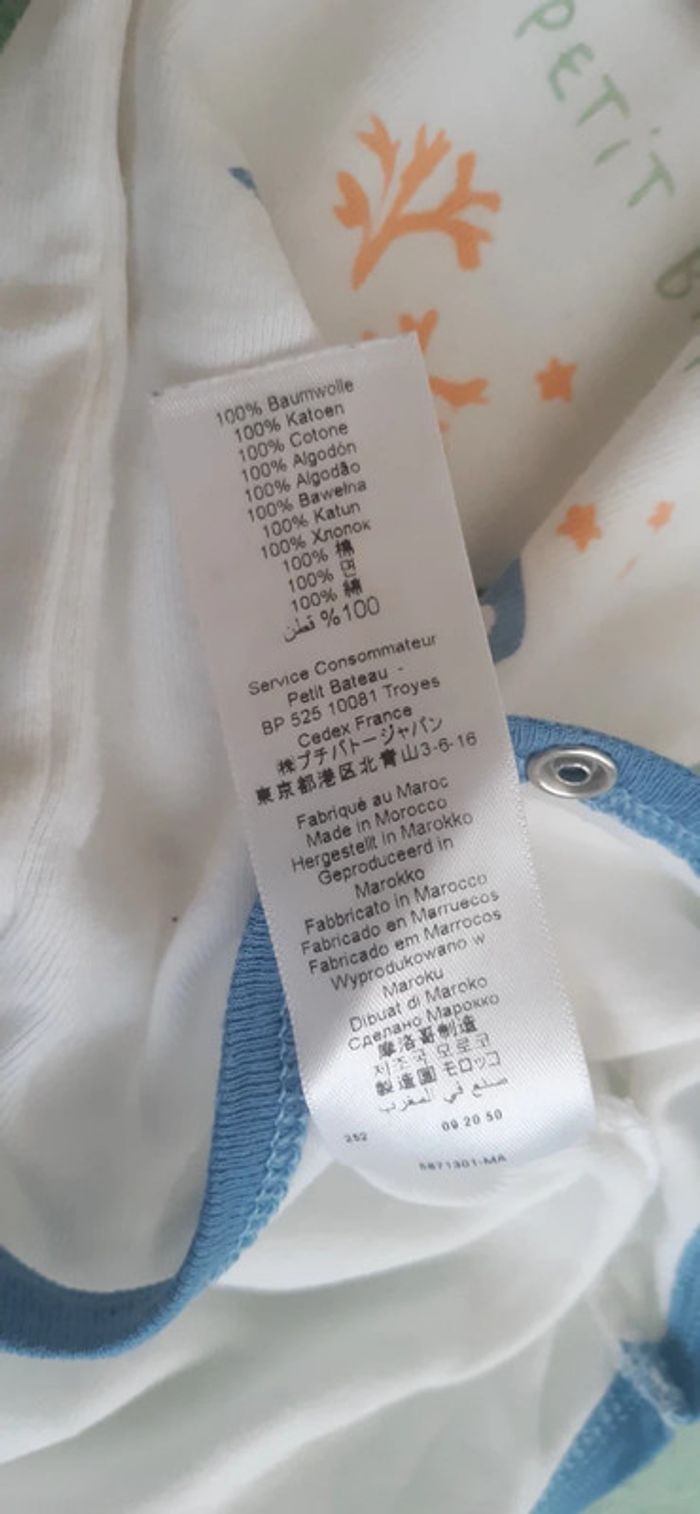 PETiT
100% Baumwolle
100% Katoen
100% Cotone
100% Algodón
100% Algodão
100% Bawełna
100% Katun
100% Хлопок
100% 棉
100% 면
100% 綿
%100 قطن
Service Consommateur
Petit Bateau -
BP 525 10081 Troyes
Cedex France
㈱プチバトージャパン
東京都港区北青山3-6-16
Fabriqué au Maroc
Made in Morocco
Hergestellt in Marokko
Geproduceerd in
Marokko
Fabbricato in Marocco
Fabricado en Marruecos
Fabricado em Marrocos
Wyprodukowano w
Maroku
Dibuat di Maroko
Сделано Марокко
摩洛哥制造
제조국 모로코
製造國 モロッコ
صنع في المغرب
252 09 20 50
5871301-MA